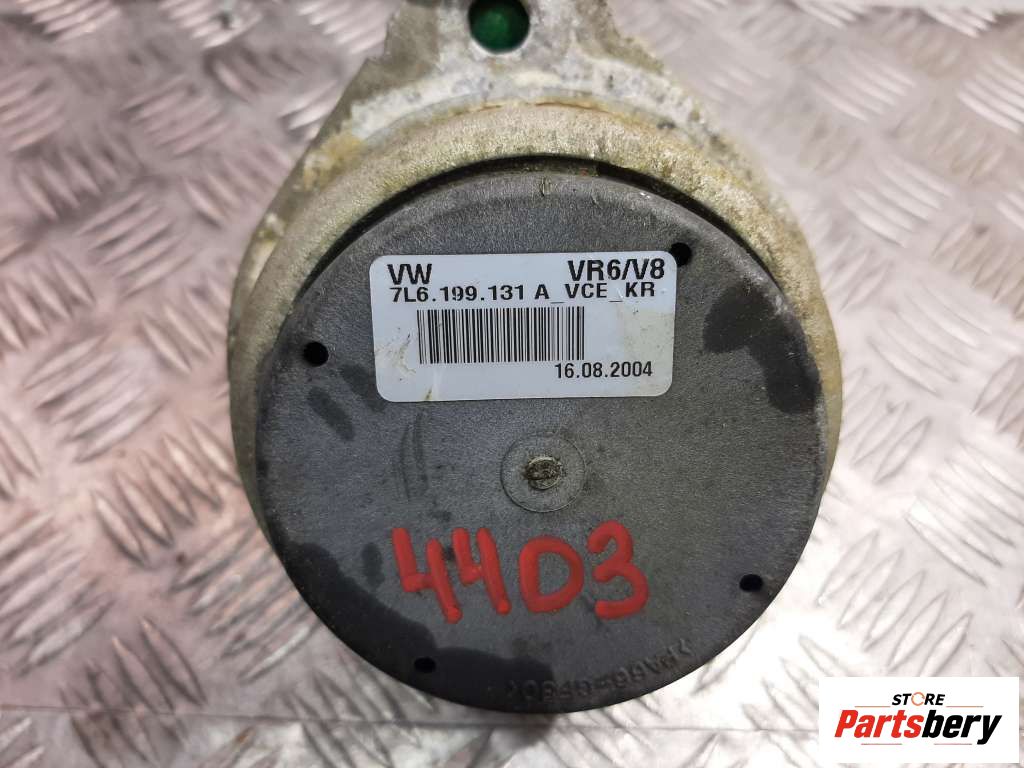 VW VR6/V8
7L6.199.131 A_VCE_KR
16.08.2004
4403
STORE
Partsbery